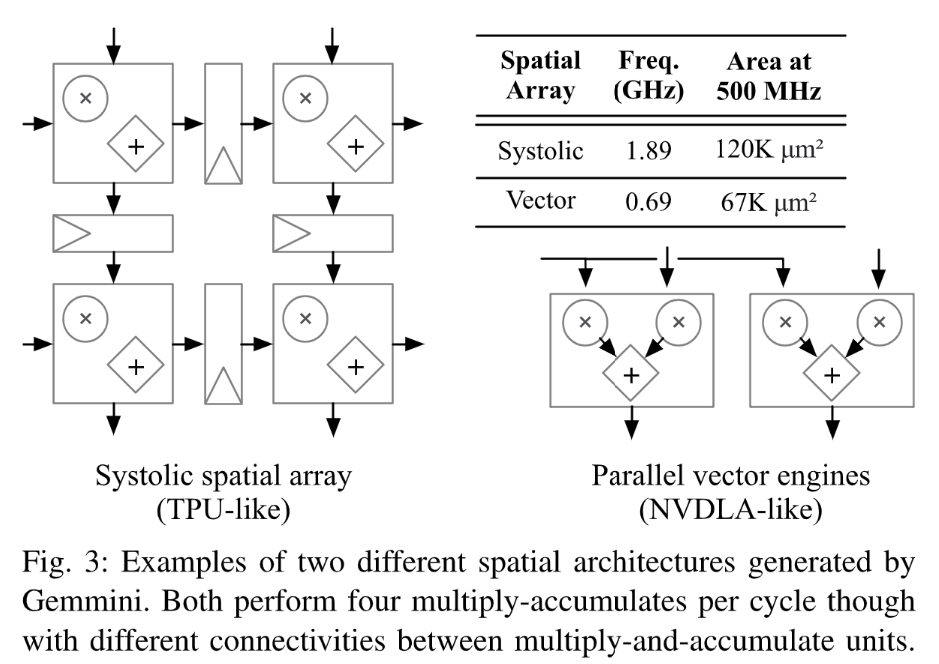 Spatial Array Freq. (GHz) Area at 500 MHz
Systolic 1.89 120K μm²
Vector 0.69 67K μm²
× + × +
× + × +
× × + × × +
Systolic spatial array
(TPU-like)
Parallel vector engines
(NVDLA-like)
Fig. 3: Examples of two different spatial architectures generated by
Gemmini. Both perform four multiply-accumulates per cycle though
with different connectivities between multiply-and-accumulate units.